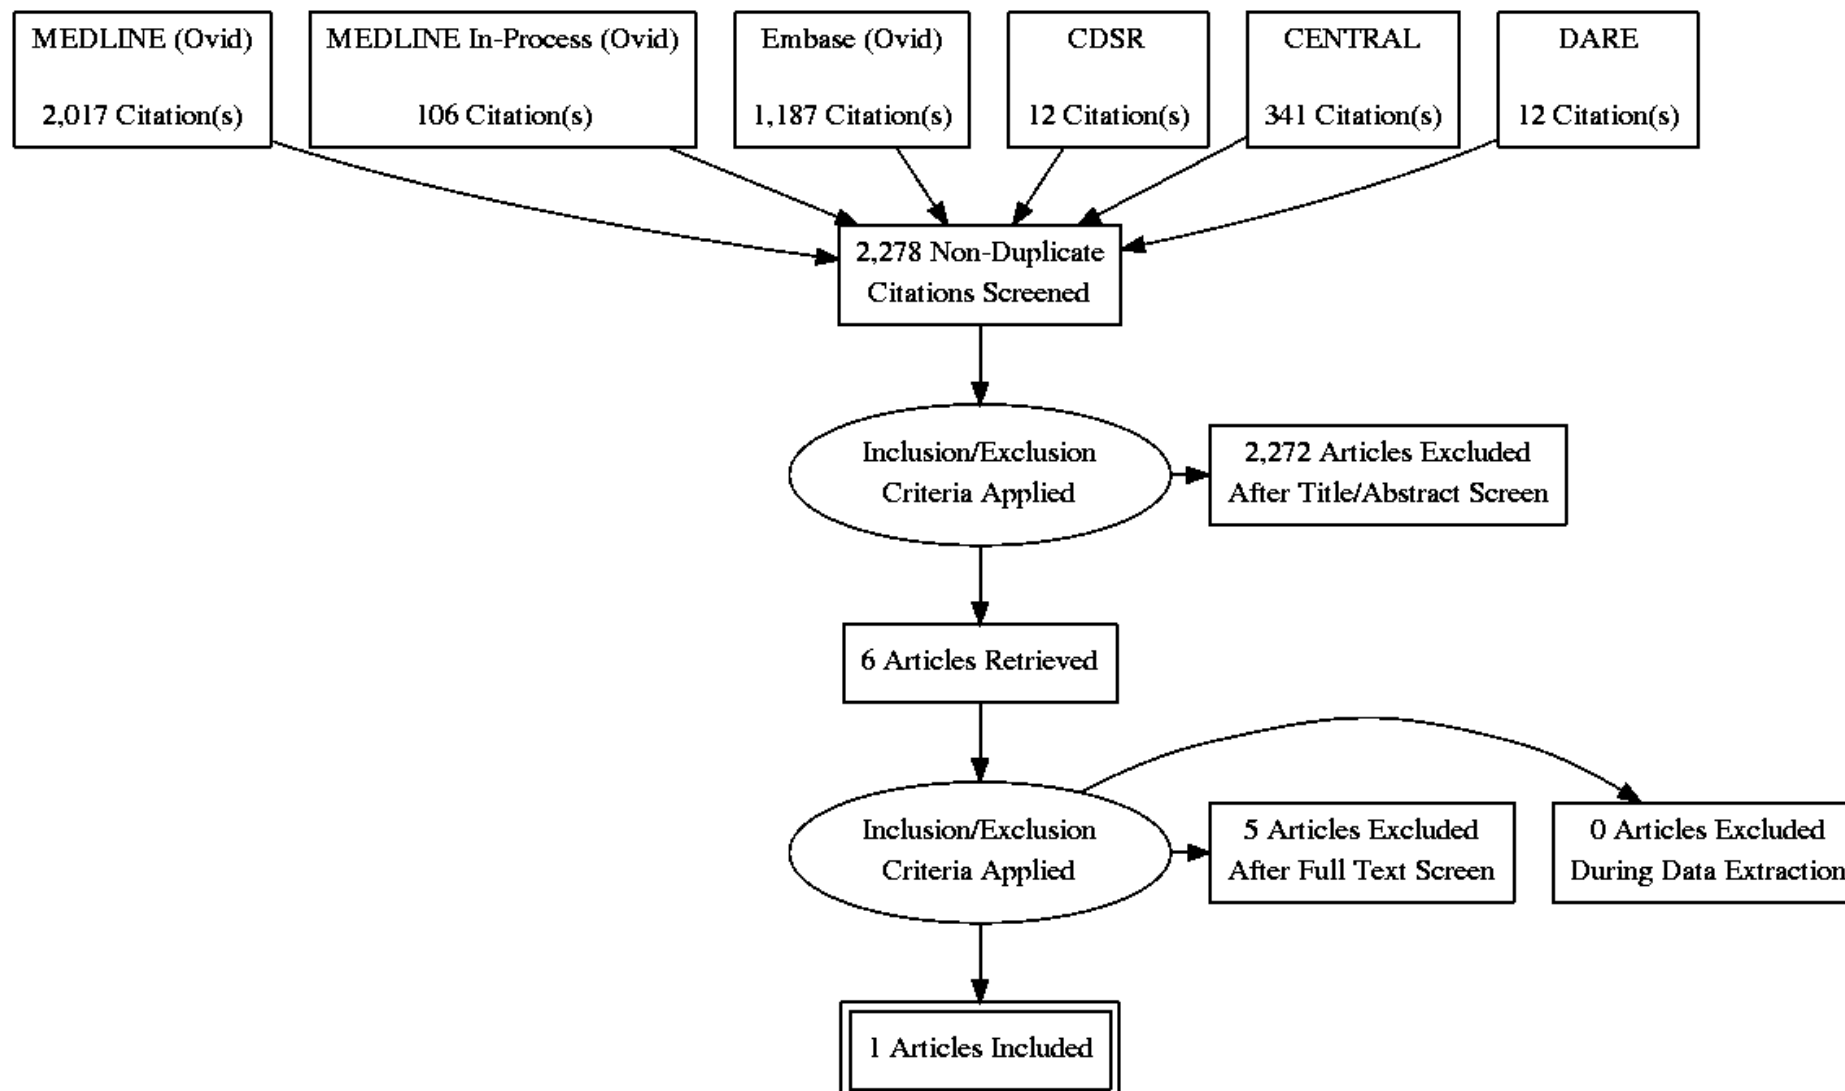 MEDLINE (Ovid)
2,017 Citation(s)
MEDLINE In-Process (Ovid)
106 Citation(s)
Embase (Ovid)
1,187 Citation(s)
CDSR
12 Citation(s)
CENTRAL
341 Citation(s)
DARE
12 Citation(s)
2,278 Non-Duplicate
Citations Screened
Inclusion/Exclusion
Criteria Applied
2,272 Articles Excluded
After Title/Abstract Screen
6 Articles Retrieved
Inclusion/Exclusion
Criteria Applied
5 Articles Excluded
After Full Text Screen
0 Articles Excluded
During Data Extraction
1 Articles Included